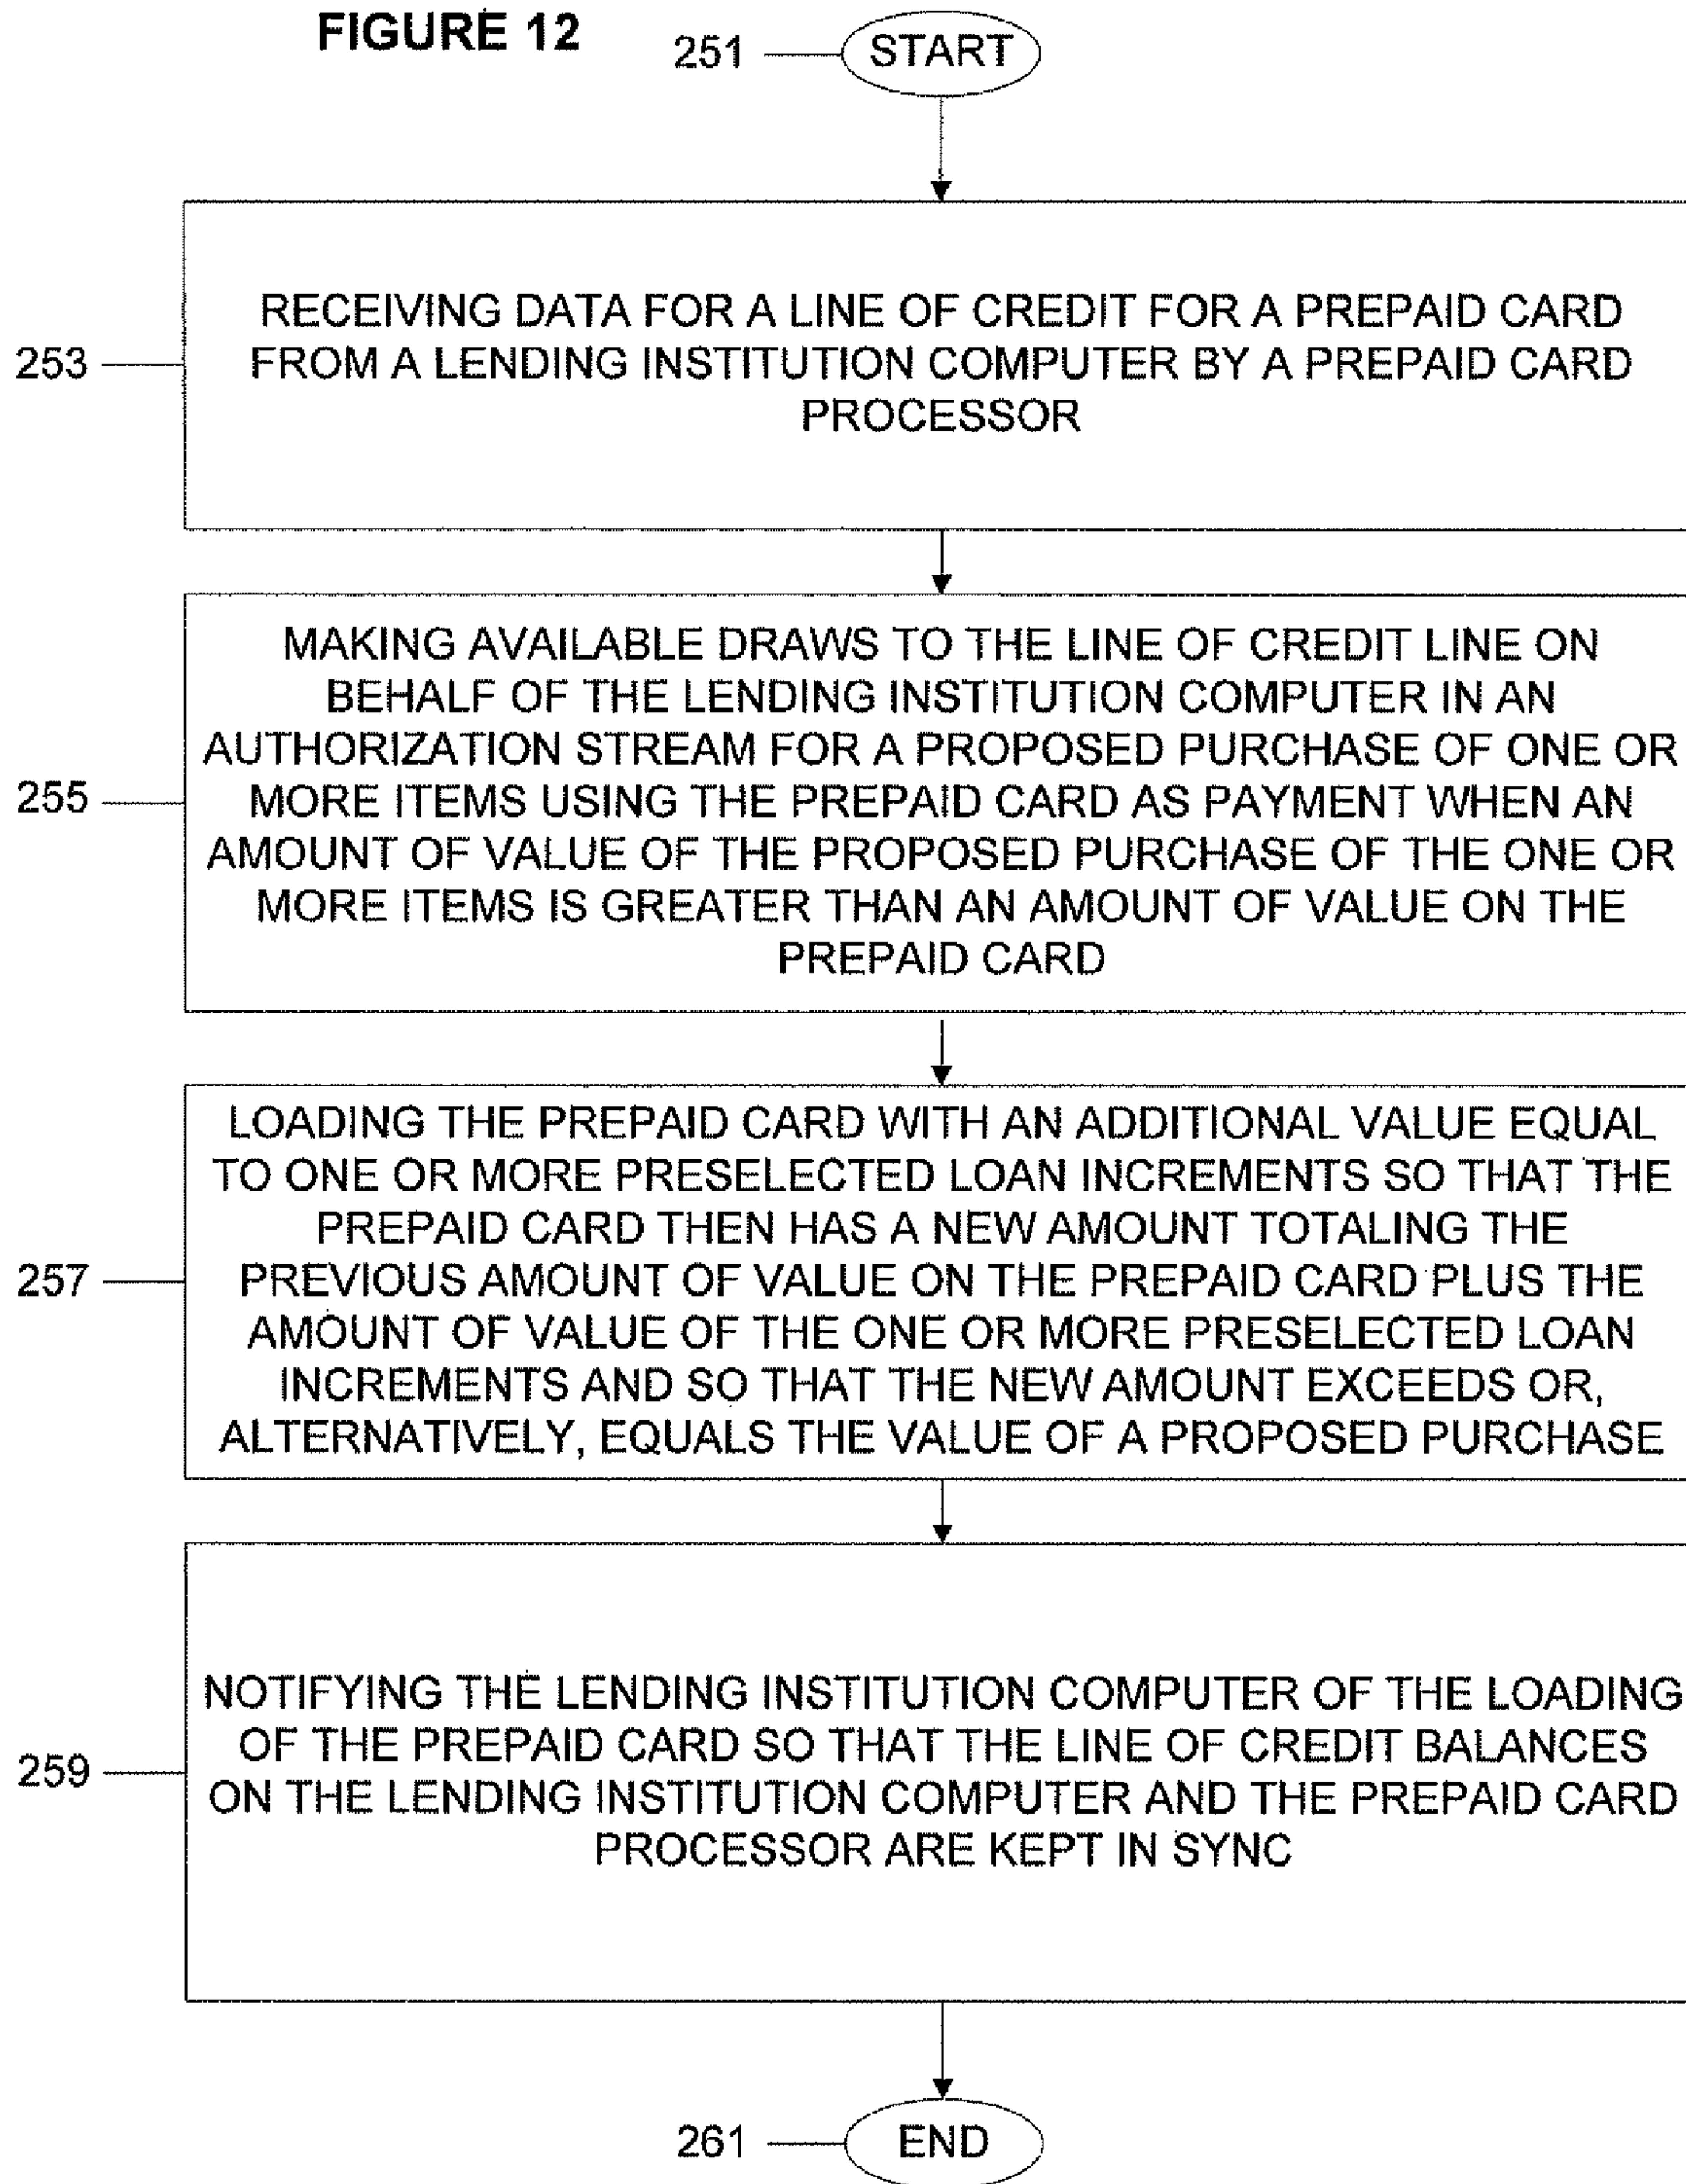 FIGURE 12
251
START
253
RECEIVING DATA FOR A LINE OF CREDIT FOR A PREPAID CARD
FROM A LENDING INSTITUTION COMPUTER BY A PREPAID CARD
PROCESSOR
255
MAKING AVAILABLE DRAWS TO THE LINE OF CREDIT LINE ON
BEHALF OF THE LENDING INSTITUTION COMPUTER IN AN
AUTHORIZATION STREAM FOR A PROPOSED PURCHASE OF ONE OR
MORE ITEMS USING THE PREPAID CARD AS PAYMENT WHEN AN
AMOUNT OF VALUE OF THE PROPOSED PURCHASE OF THE ONE OR
MORE ITEMS IS GREATER THAN AN AMOUNT OF VALUE ON THE
PREPAID CARD
257
LOADING THE PREPAID CARD WITH AN ADDITIONAL VALUE EQUAL
TO ONE OR MORE PRESELECTED LOAN INCREMENTS SO THAT THE
PREPAID CARD THEN HAS A NEW AMOUNT TOTALING THE
PREVIOUS AMOUNT OF VALUE ON THE PREPAID CARD PLUS THE
AMOUNT OF VALUE OF THE ONE OR MORE PRESELECTED LOAN
INCREMENTS AND SO THAT THE NEW AMOUNT EXCEEDS OR,
ALTERNATIVELY, EQUALS THE VALUE OF A PROPOSED PURCHASE
259
NOTIFYING THE LENDING INSTITUTION COMPUTER OF THE LOADING
OF THE PREPAID CARD SO THAT THE LINE OF CREDIT BALANCES
ON THE LENDING INSTITUTION COMPUTER AND THE PREPAID CARD
PROCESSOR ARE KEPT IN SYNC
261
END